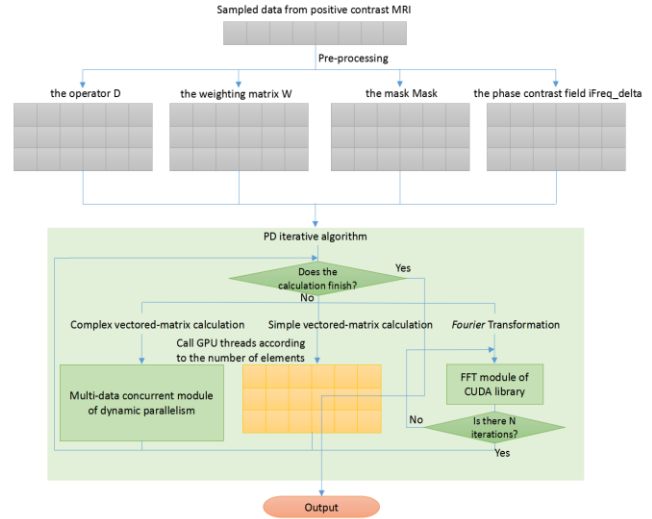 Sampled data from positive contrast MRI
Pre-processing
the operator D
the weighting matrix W
the mask Mask
the phase contrast field iFreq_delta
PD iterative algorithm
Does the
calculation finish?
Yes
No
Complex vectored-matrix calculation
Simple vectored-matrix calculation
Fourier Transformation
Call GPU threads according
to the number of elements
Multi-data concurrent module
of dynamic parallelism
FFT module of
CUDA library
No
Is there N
iterations?
Yes
Output